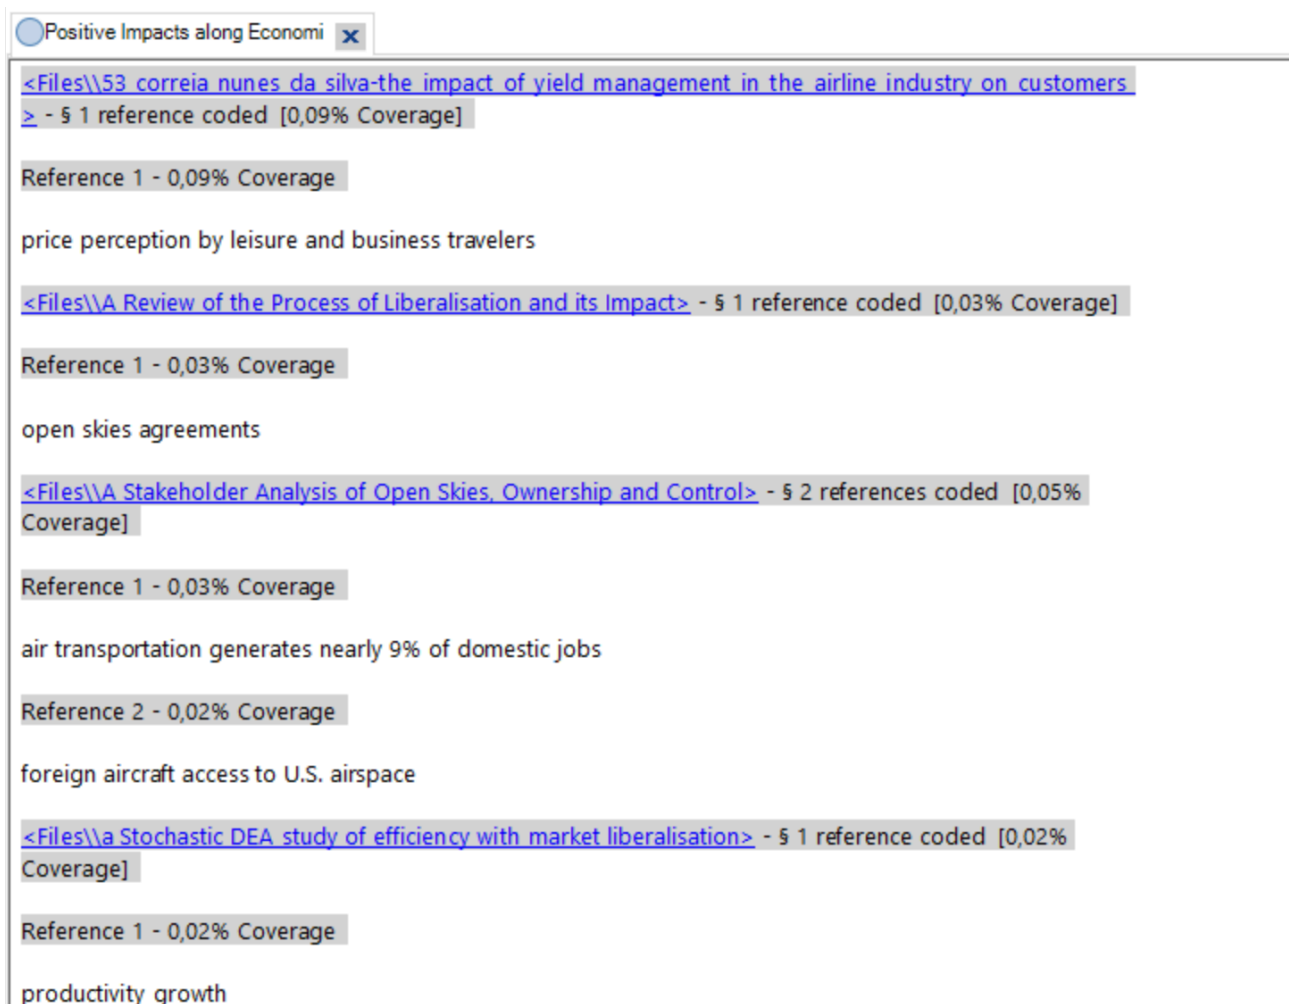 Positive Impacts along Economi
<Files\\53 correia nunes da silva-the impact of yield management in the airline industry on customers
> - § 1 reference coded [0,09% Coverage]
Reference 1 - 0,09% Coverage
price perception by leisure and business travelers
<Files\\A Review of the Process of Liberalisation and its Impact> - § 1 reference coded [0,03% Coverage]
Reference 1 - 0,03% Coverage
open skies agreements
<Files\\A Stakeholder Analysis of Open Skies, Ownership and Control> - § 2 references coded [0,05%
Coverage]
Reference 1 - 0,03% Coverage
air transportation generates nearly 9% of domestic jobs
Reference 2 - 0,02% Coverage
foreign aircraft access to U.S. airspace
<Files\\a Stochastic DEA study of efficiency with market liberalisation> - § 1 reference coded [0,02%
Coverage]
Reference 1 - 0,02% Coverage
productivity growth